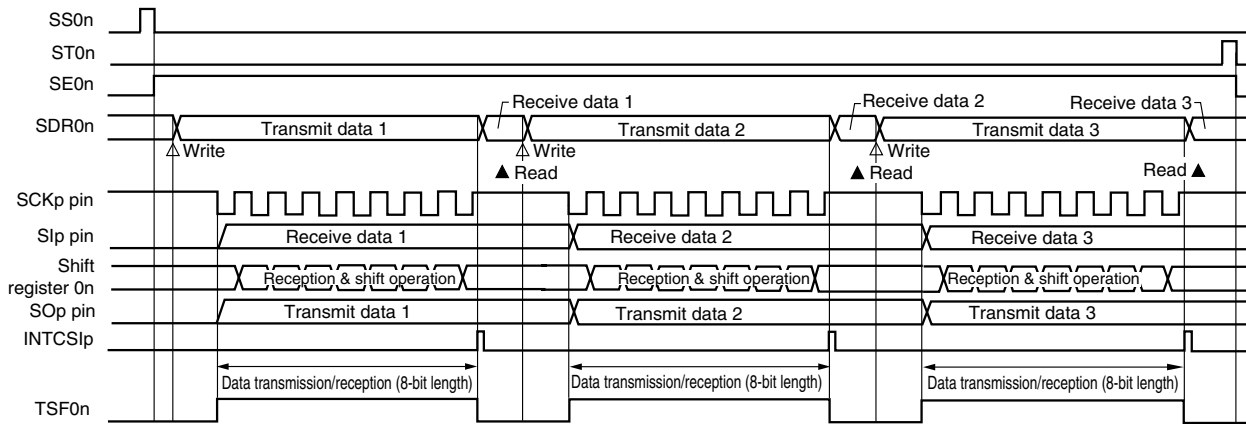 SS0n
ST0n
SE0n
Receive data 1
Receive data 2
Receive data 3
SDR0n
Transmit data 1
Transmit data 2
Transmit data 3
Write
Write
Write
Read
Read
Read
SCKp pin
SIp pin
Receive data 1
Receive data 2
Receive data 3
Shift
register 0n
Reception & shift operation
Reception & shift operation
Reception & shift operation
SOp pin
Transmit data 1
Transmit data 2
Transmit data 3
INTCSIp
Data transmission/reception (8-bit length)
Data transmission/reception (8-bit length)
Data transmission/reception (8-bit length)
TSF0n